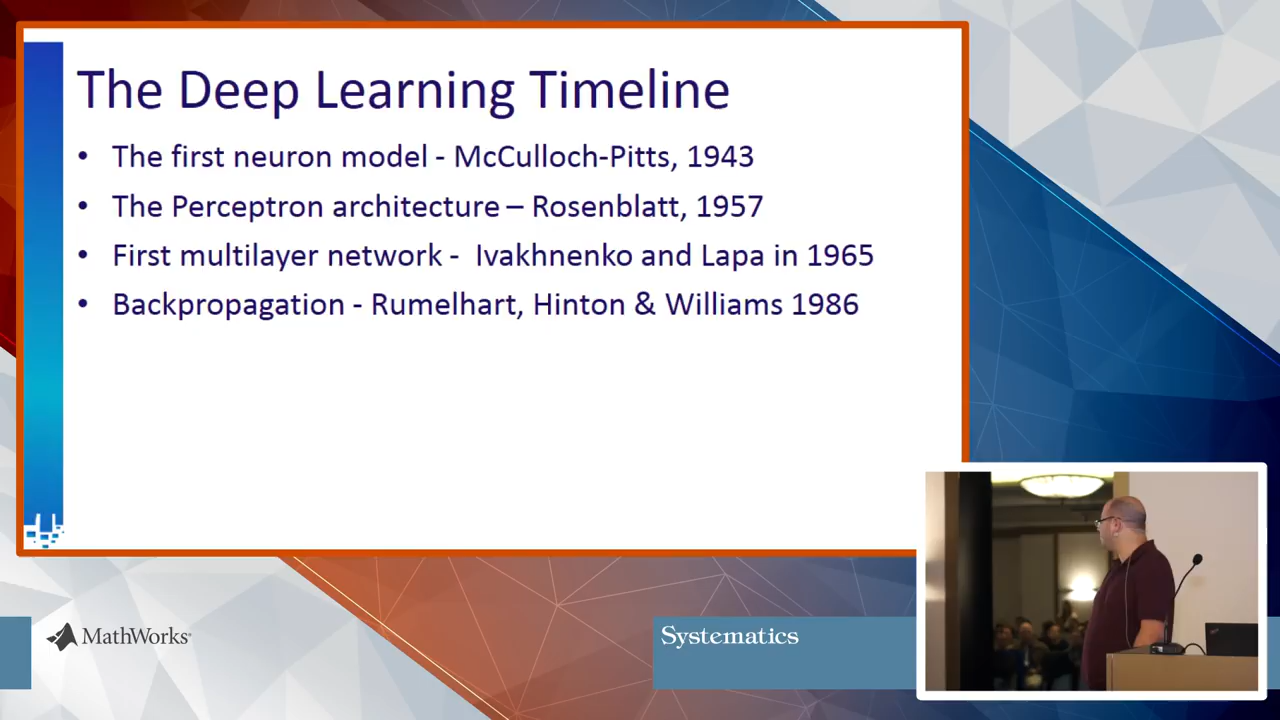 The Deep Learning Timeline
• The first neuron model - McCulloch-Pitts, 1943
• The Perceptron architecture – Rosenblatt, 1957
• First multilayer network - Ivakhnenko and Lapa in 1965
• Backpropagation - Rumelhart, Hinton & Williams 1986
MathWorks®
Systematics